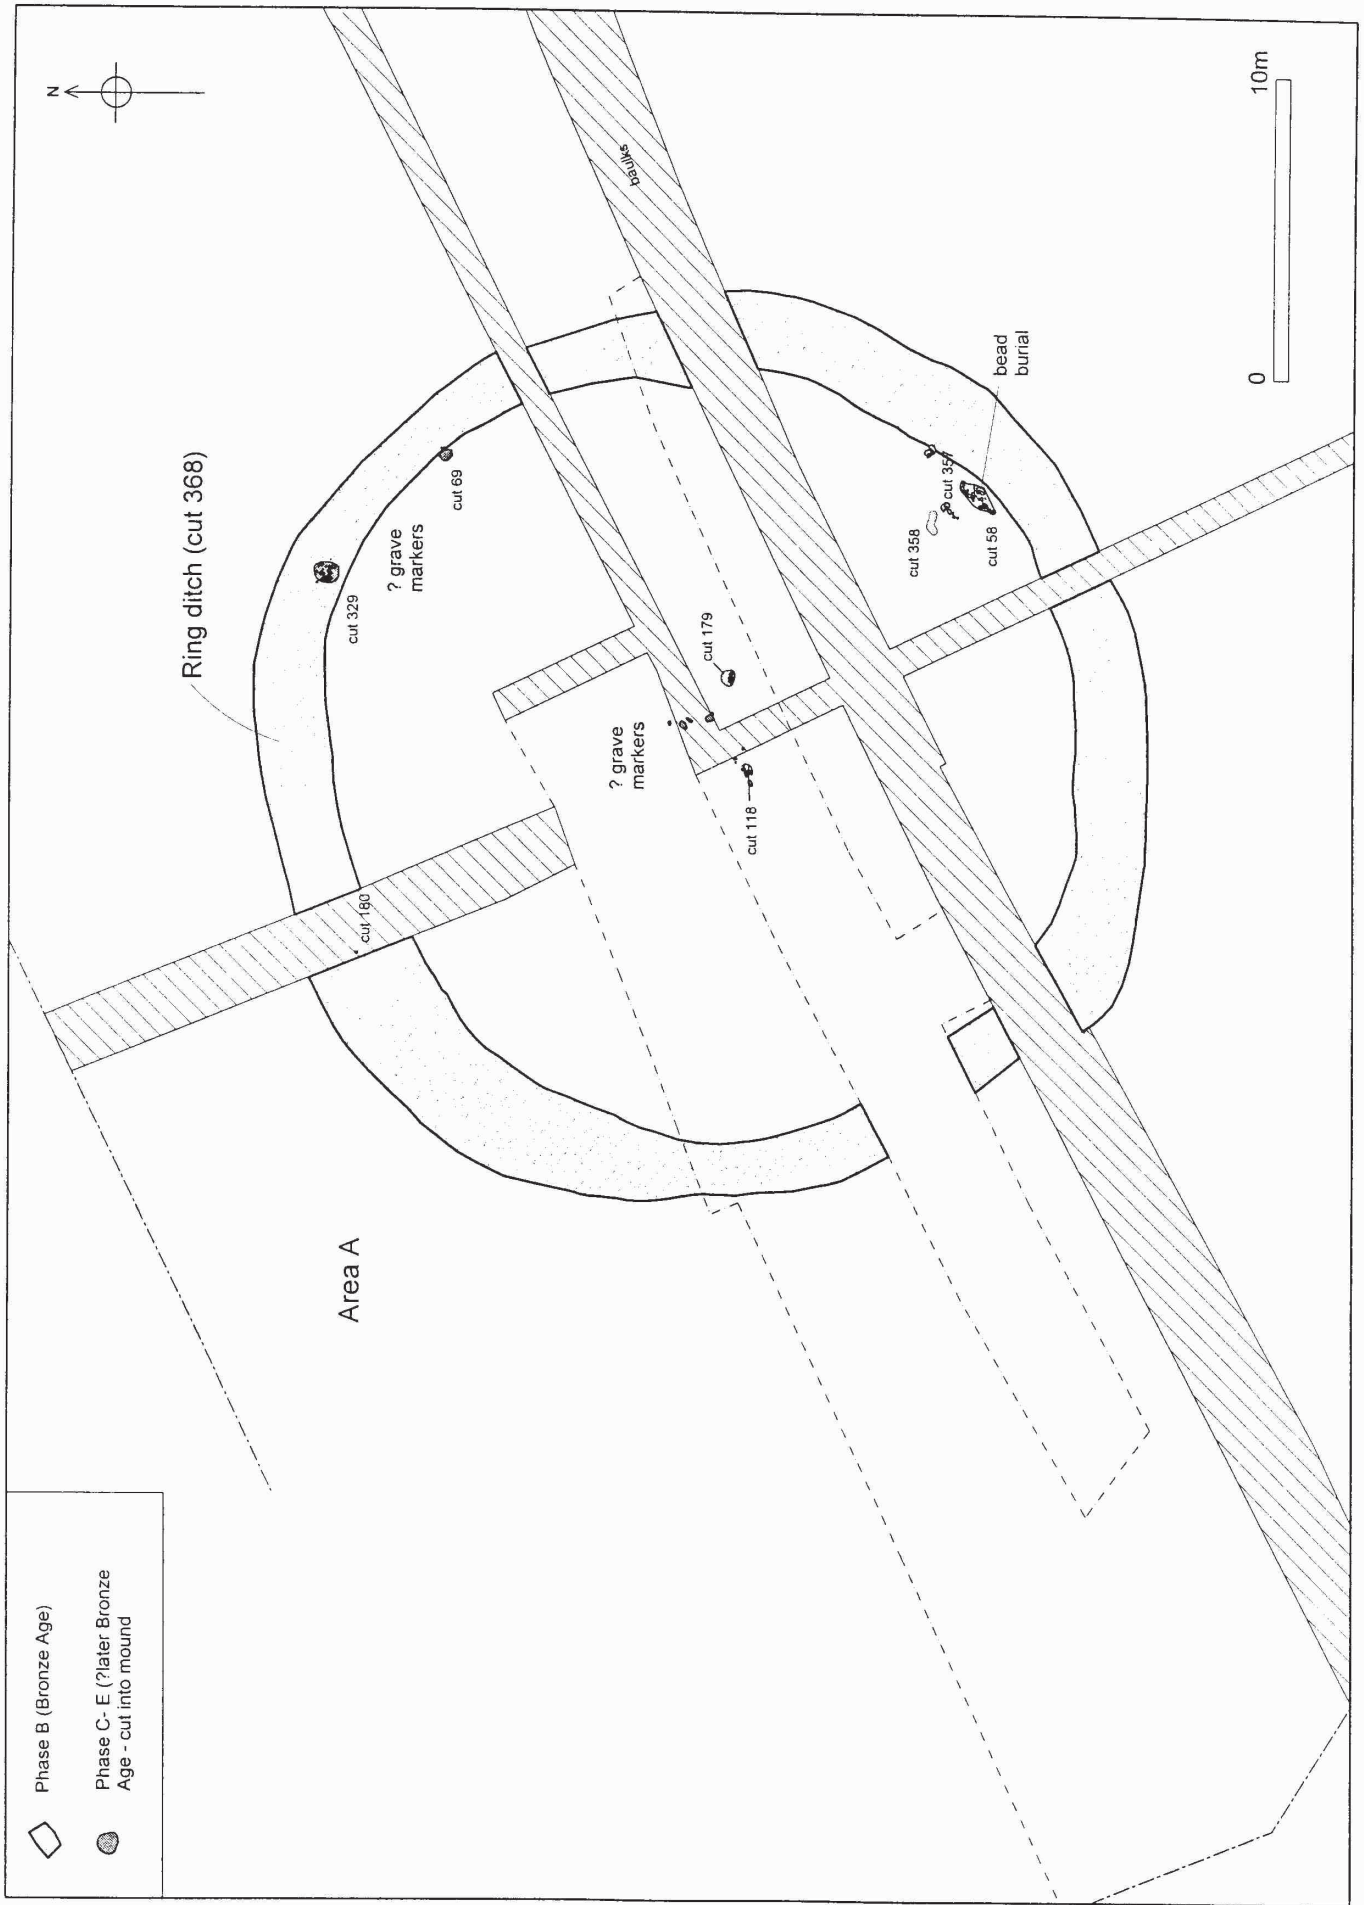 Phase B (Bronze Age)
Phase C- E (?later Bronze
Age - cut into mound
Area A
Ring ditch (cut 368)
cut 180
cut 329
? grave
markers
cut 69
? grave
markers
cut 118
cut 179
baulks
cut 358
cut 357
cut 58
bead
burial
N
0
10m